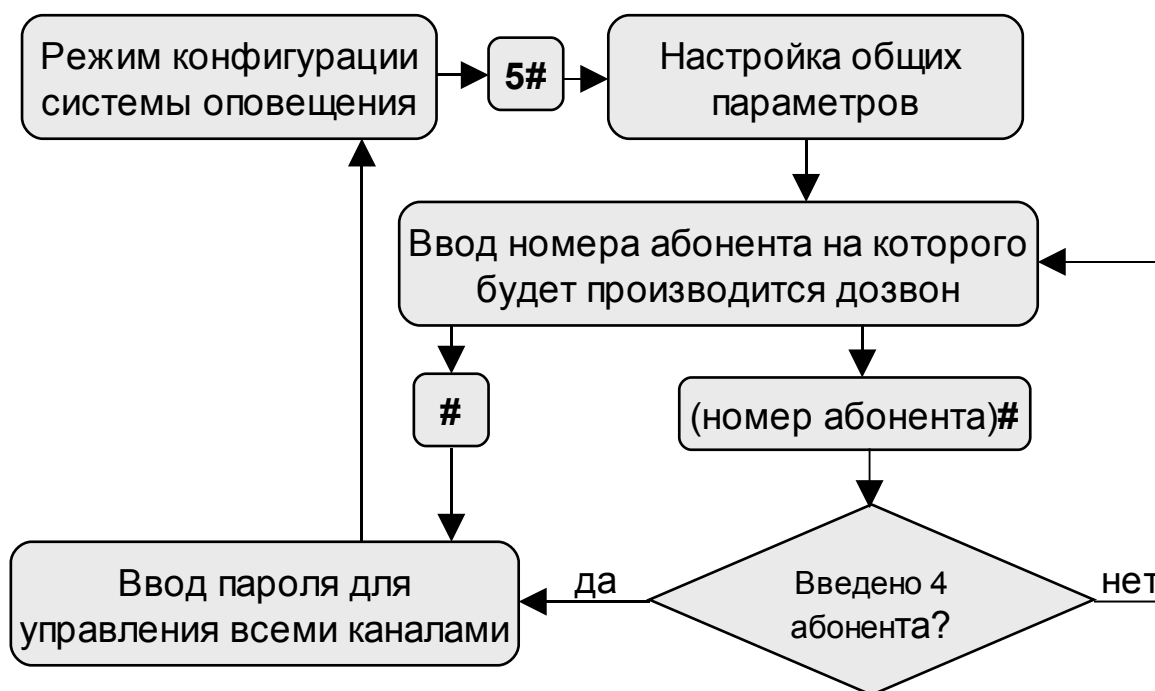 Режим конфигурации
системы оповещения
5#
Настройка общих
параметров
Ввод номера абонента на которого
будет производится дозвон
#
(номер абонента)#
Ввод пароля для
управления всеми каналами
да
Введено 4
абонента?
нет